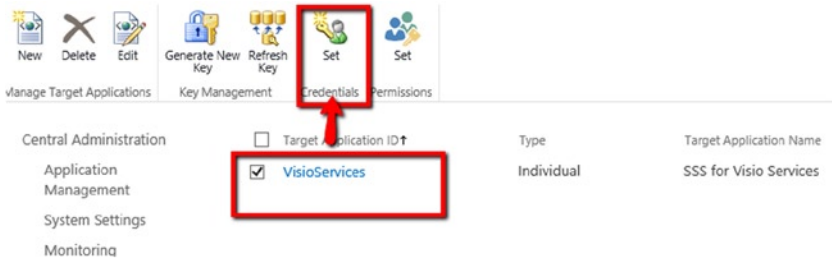 New Delete Edit Generate New Key Refresh Key Set Set
Manage Target Applications Key Management Credentials Permissions
Central Administration Target Application ID↑ Type Target Application Name
Application Management VisioServices Individual SSS for Visio Services
System Settings
Monitoring